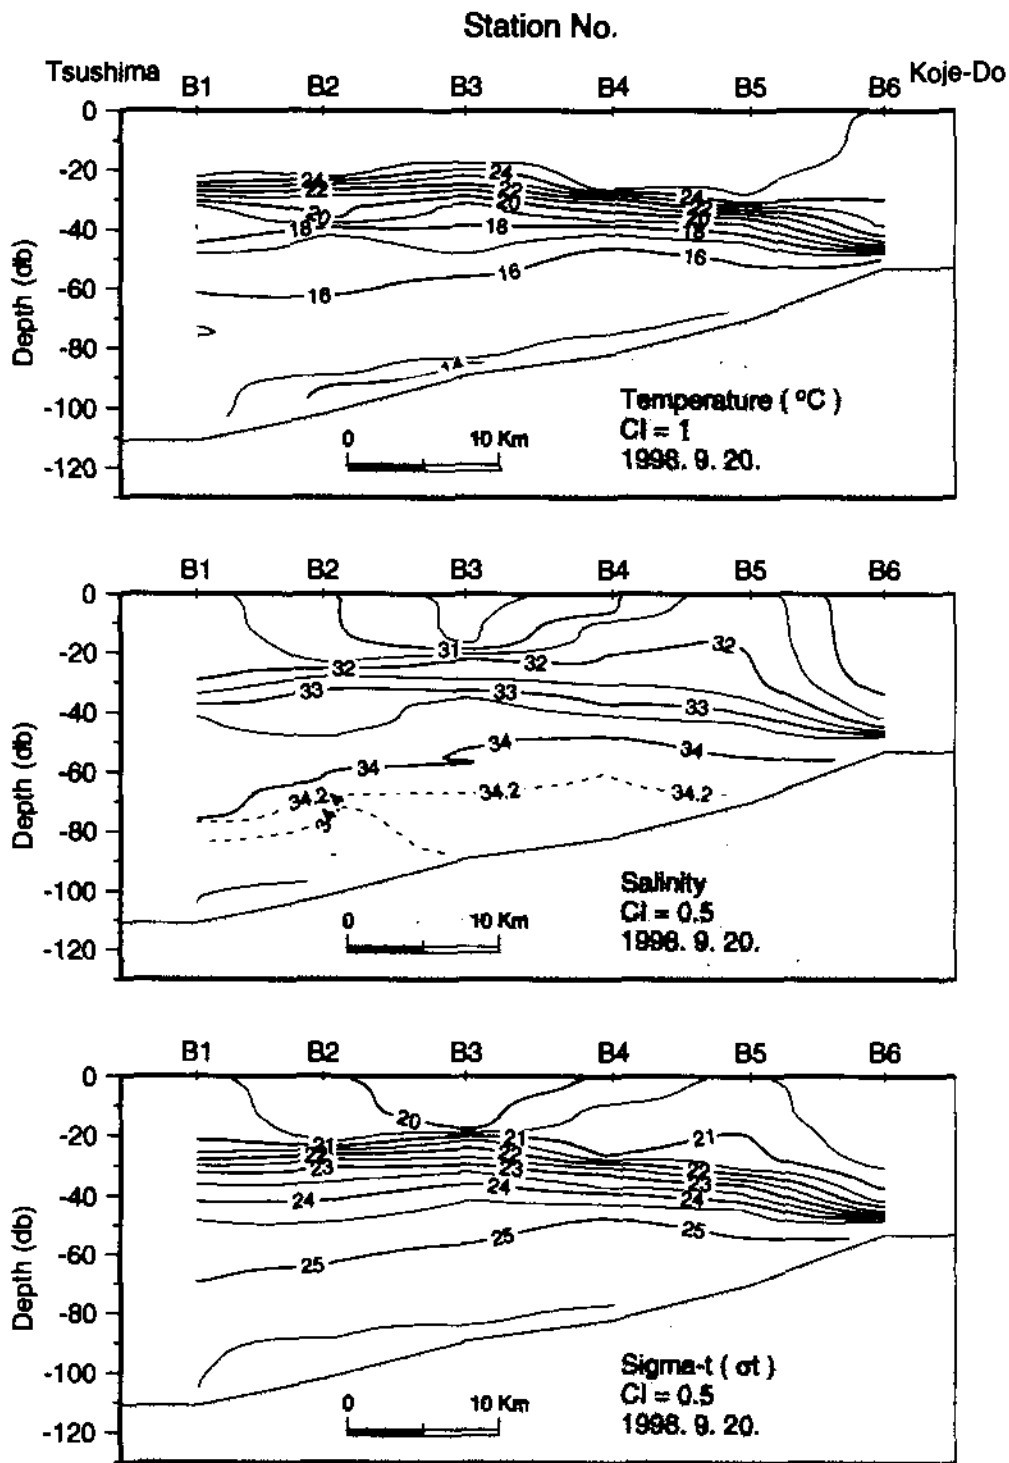 Station No.
Tsushima B1 B2 B3 B4 B5 B6 Koje-Do
0
-20
-40
-60
-80
-100
-120
Depth (db)
24 24 24
22 22 22
20 20 20
18 18 18
16 16 16
14
Temperature ( ºC )
CI = 1
1998. 9. 20.
0 10 Km
B1 B2 B3 B4 B5 B6
0
-20
-40
-60
-80
-100
-120
Depth (db)
31
32 32 32
33 33 33
34 34 34
34.2 34.2 34.2
Salinity
CI = 0.5
1998. 9. 20.
0 10 Km
B1 B2 B3 B4 B5 B6
0
-20
-40
-60
-80
-100
-120
Depth (db)
20
21 21 21
22 22 22
23 23 23
24 24 24
25 25 25
Sigma-t ( σt )
CI = 0.5
1998. 9. 20.
0 10 Km